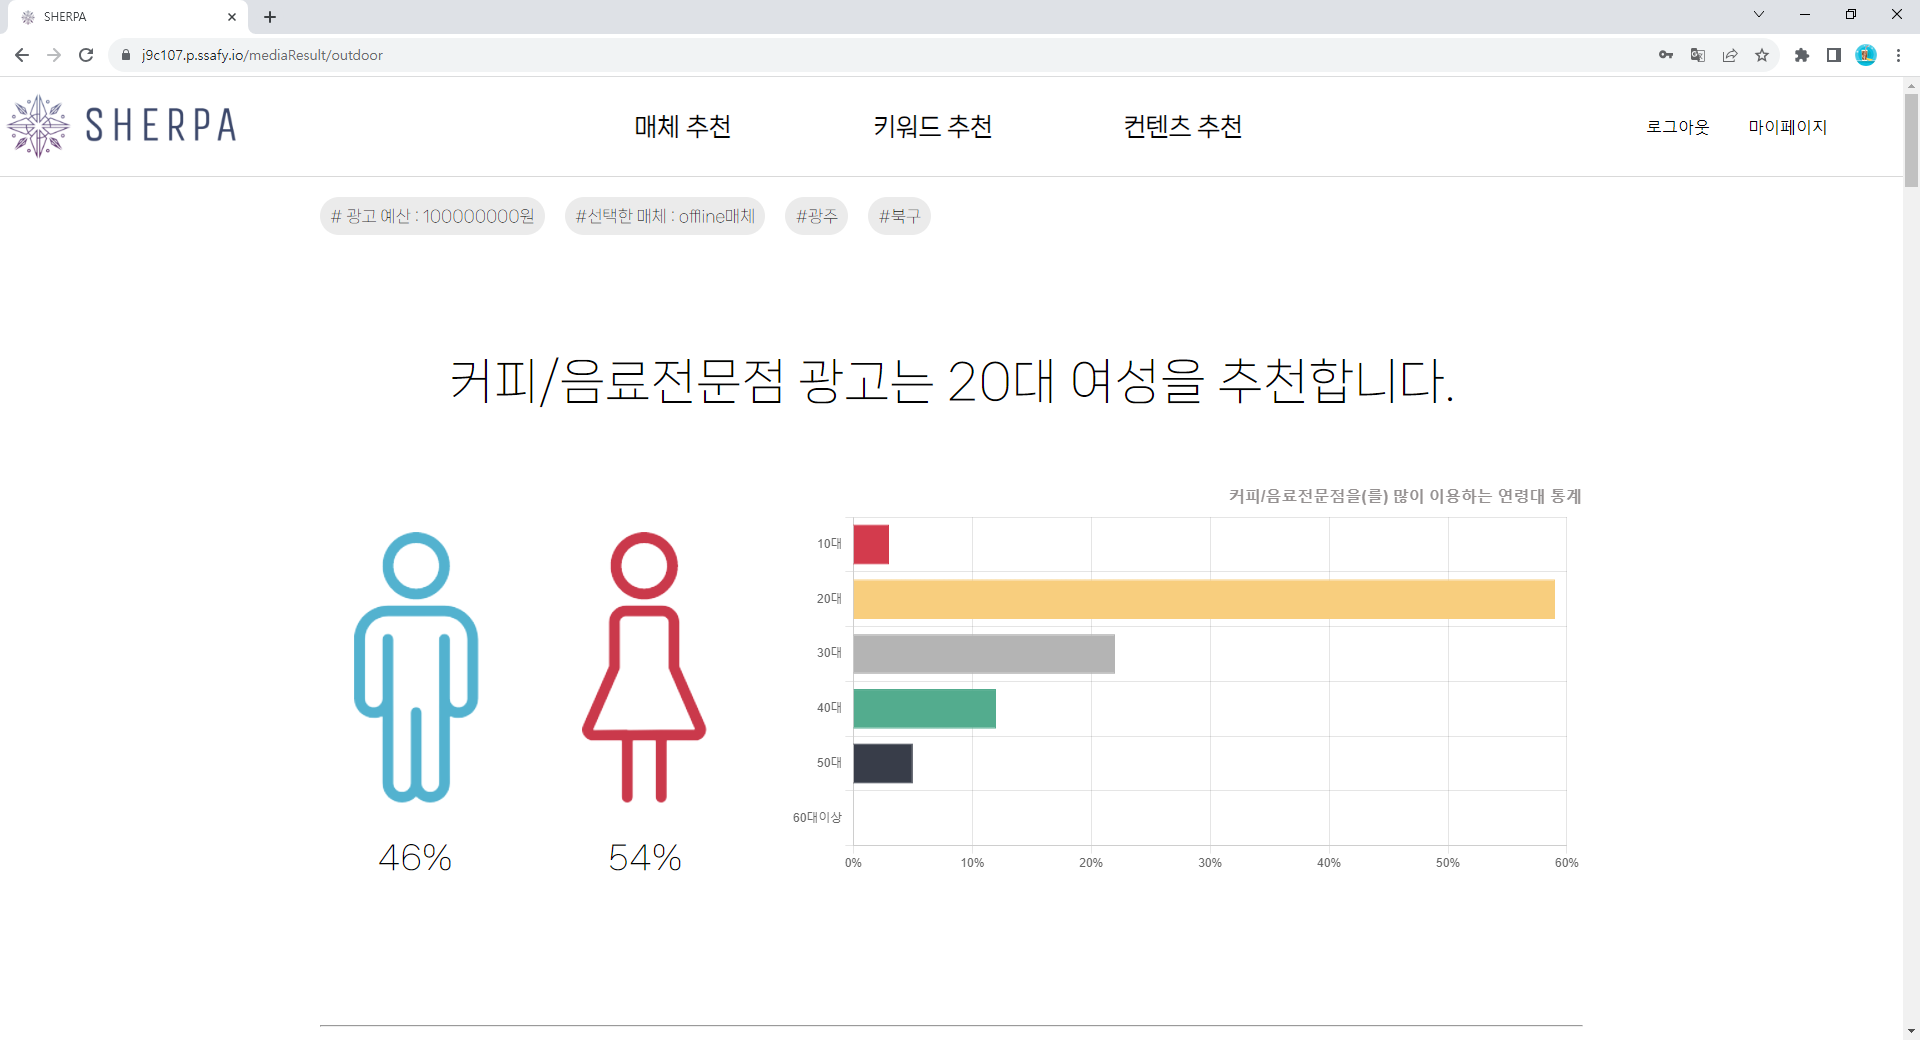 SHERPA
j9c107.p.ssafy.io/mediaResult/outdoor
SHERPA
매체 추천
키워드 추천
컨텐츠 추천
로그아웃
마이페이지
# 광고 예산 : 100000000원
#선택한 매체 : offline매체
#광주
#북구
커피/음료전문점 광고는 20대 여성을 추천합니다.
46%
54%
커피/음료전문점을(를) 많이 이용하는 연령대 통계
10대
20대
30대
40대
50대
60대이상
0% 10% 20% 30% 40% 50% 60%